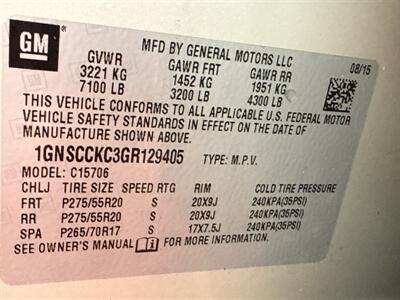 GM
MFD BY GENERAL MOTORS LLC
08/15
GVWR GAWR FRT GAWR RR
3221 KG 1452 KG 1951 KG
7100 LB 3200 LB 4300 LB
THIS VEHICLE CONFORMS TO ALL APPLICABLE U.S. FEDERAL MOTOR
VEHICLE SAFETY STANDARDS IN EFFECT ON THE DATE OF
MANUFACTURE SHOWN ABOVE.
1GNSCCKC3GR129405 TYPE: M.P.V.
MODEL: C15706
CHLJ TIRE SIZE SPEED RTG RIM COLD TIRE PRESSURE
FRT P275/55R20 S 20X9J 240KPA(35PSI)
RR P275/55R20 S 20X9J 240KPA(35PSI)
SPA P265/70R17 S 17X7.5J 240KPA(35PSI)
SEE OWNER'S MANUAL FOR MORE INFORMATION.